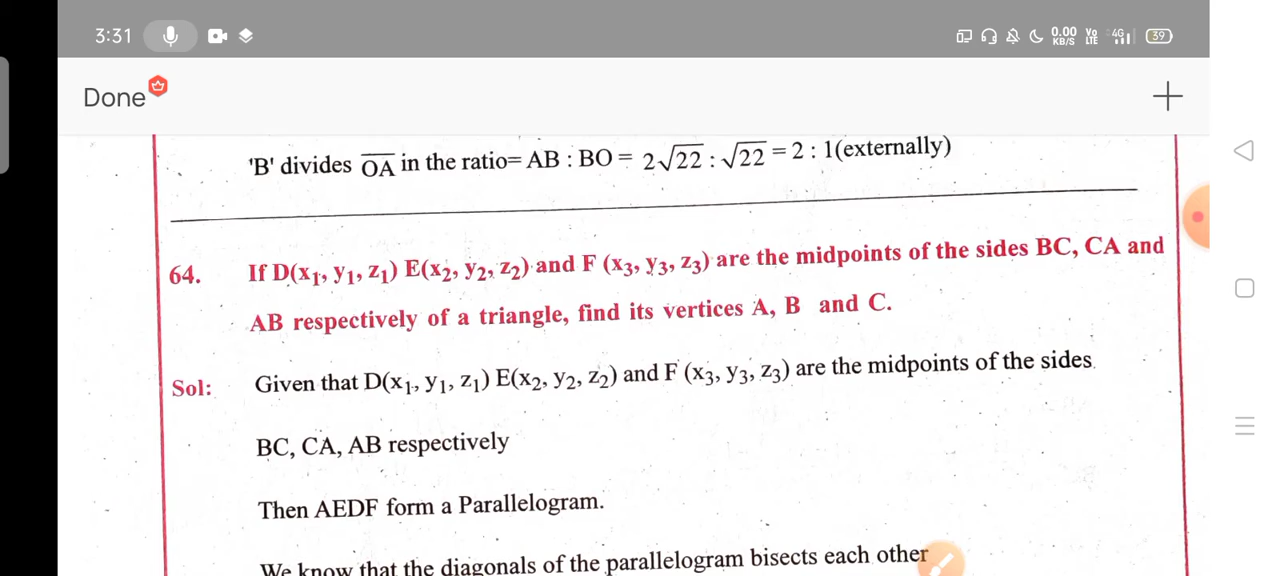 3:31
0.00 KB/S Vo LTE 4G 39
Done
'B' divides OA in the ratio= AB : BO = 2√22 : √22 = 2 : 1(externally)
64. If D(x₁, y₁, z₁) E(x₂, y₂, z₂) and F (x₃, y₃, z₃) are the midpoints of the sides BC, CA and
AB respectively of a triangle, find its vertices A, B and C.
Sol: Given that D(x₁, y₁, z₁) E(x₂, y₂, z₂) and F (x₃, y₃, z₃) are the midpoints of the sides
BC, CA, AB respectively
Then AEDF form a Parallelogram.
We know that the diagonals of the parallelogram bisects each other